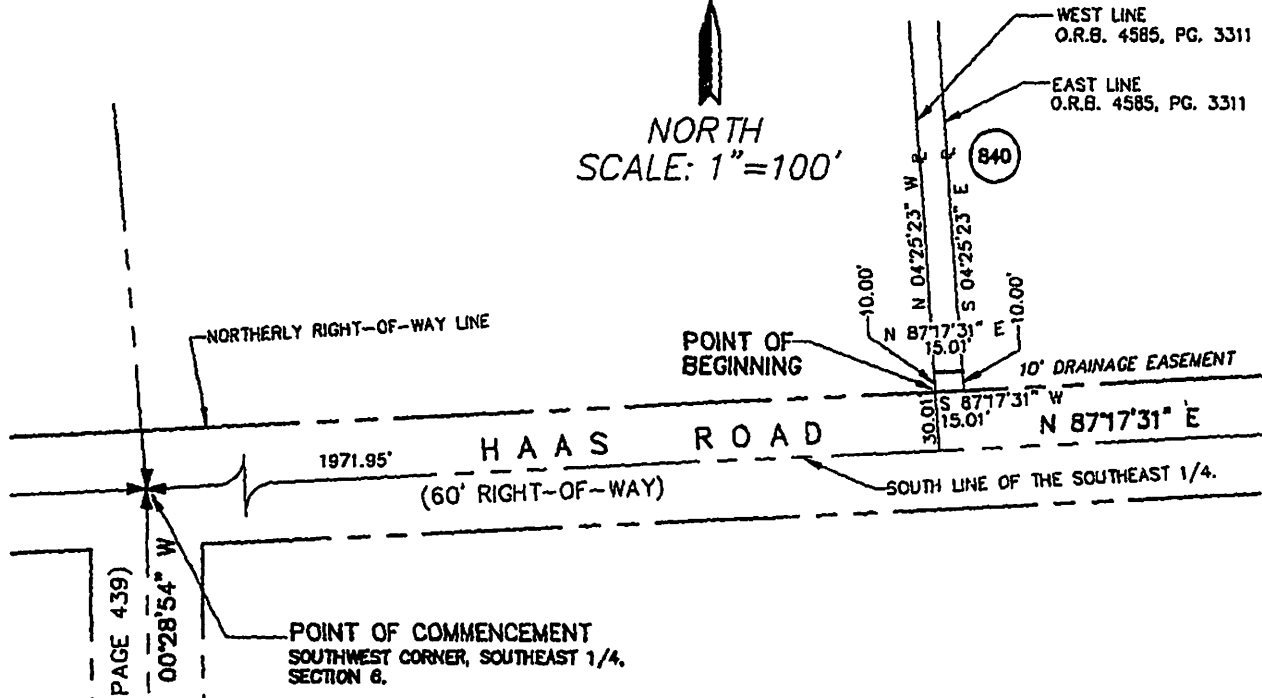 WEST LINE
O.R.B. 4585, PG. 3311
EAST LINE
O.R.B. 4585, PG. 3311
NORTH
SCALE: 1"=100'
840
N 04°25'23" W
S 04°25'23" E
10.00'
10.00'
NORTHERLY RIGHT-OF-WAY LINE
POINT OF
BEGINNING
N 87°17'31" E
15.01'
10' DRAINAGE EASEMENT
S 87°17'31" W
15.01'
30.01'
N 87°17'31" E
HAAS ROAD
1971.95'
(60' RIGHT-OF-WAY)
SOUTH LINE OF THE SOUTHEAST 1/4.
PAGE 439)
00°28'54" W
POINT OF COMMENCEMENT
SOUTHWEST CORNER, SOUTHEAST 1/4,
SECTION 6.